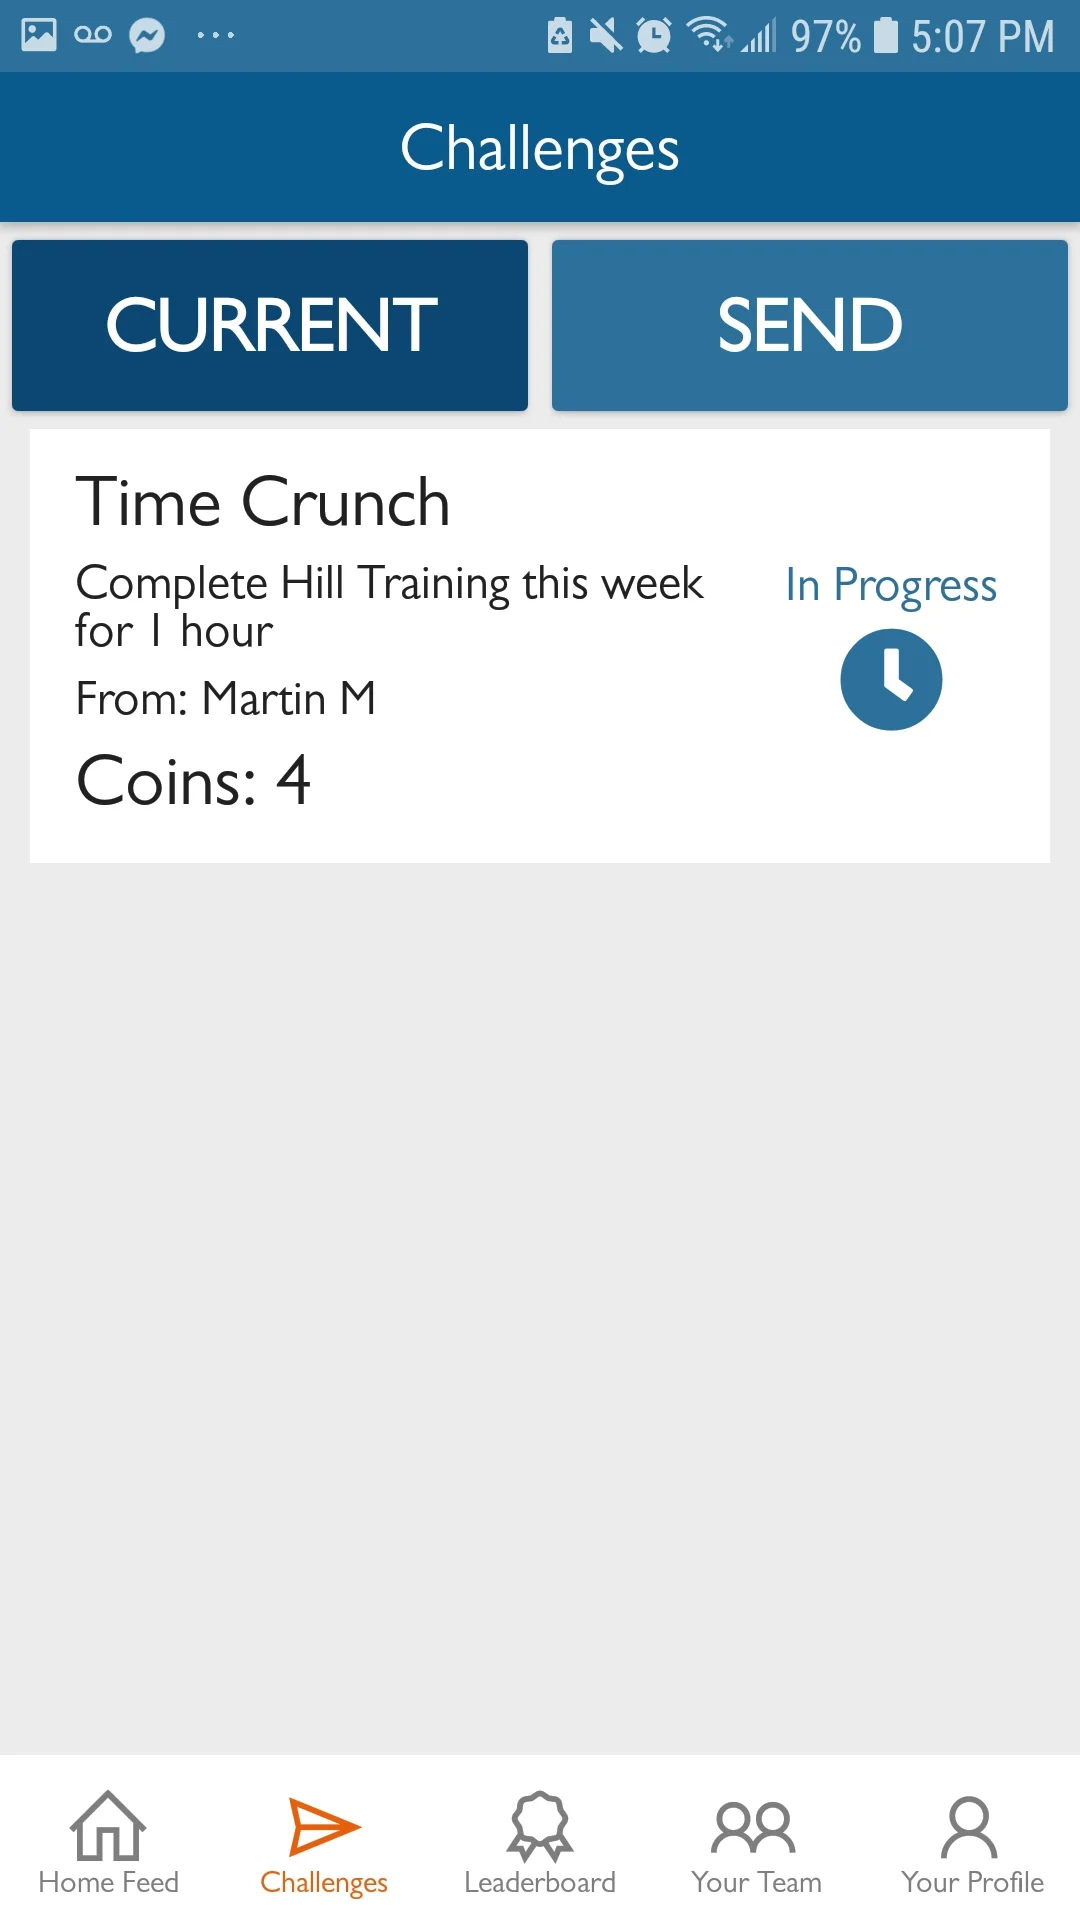 97% 5:07 PM
Challenges
CURRENT
SEND
Time Crunch
Complete Hill Training this week
for 1 hour
In Progress
From: Martin M
Coins: 4
Home Feed
Challenges
Leaderboard
Your Team
Your Profile